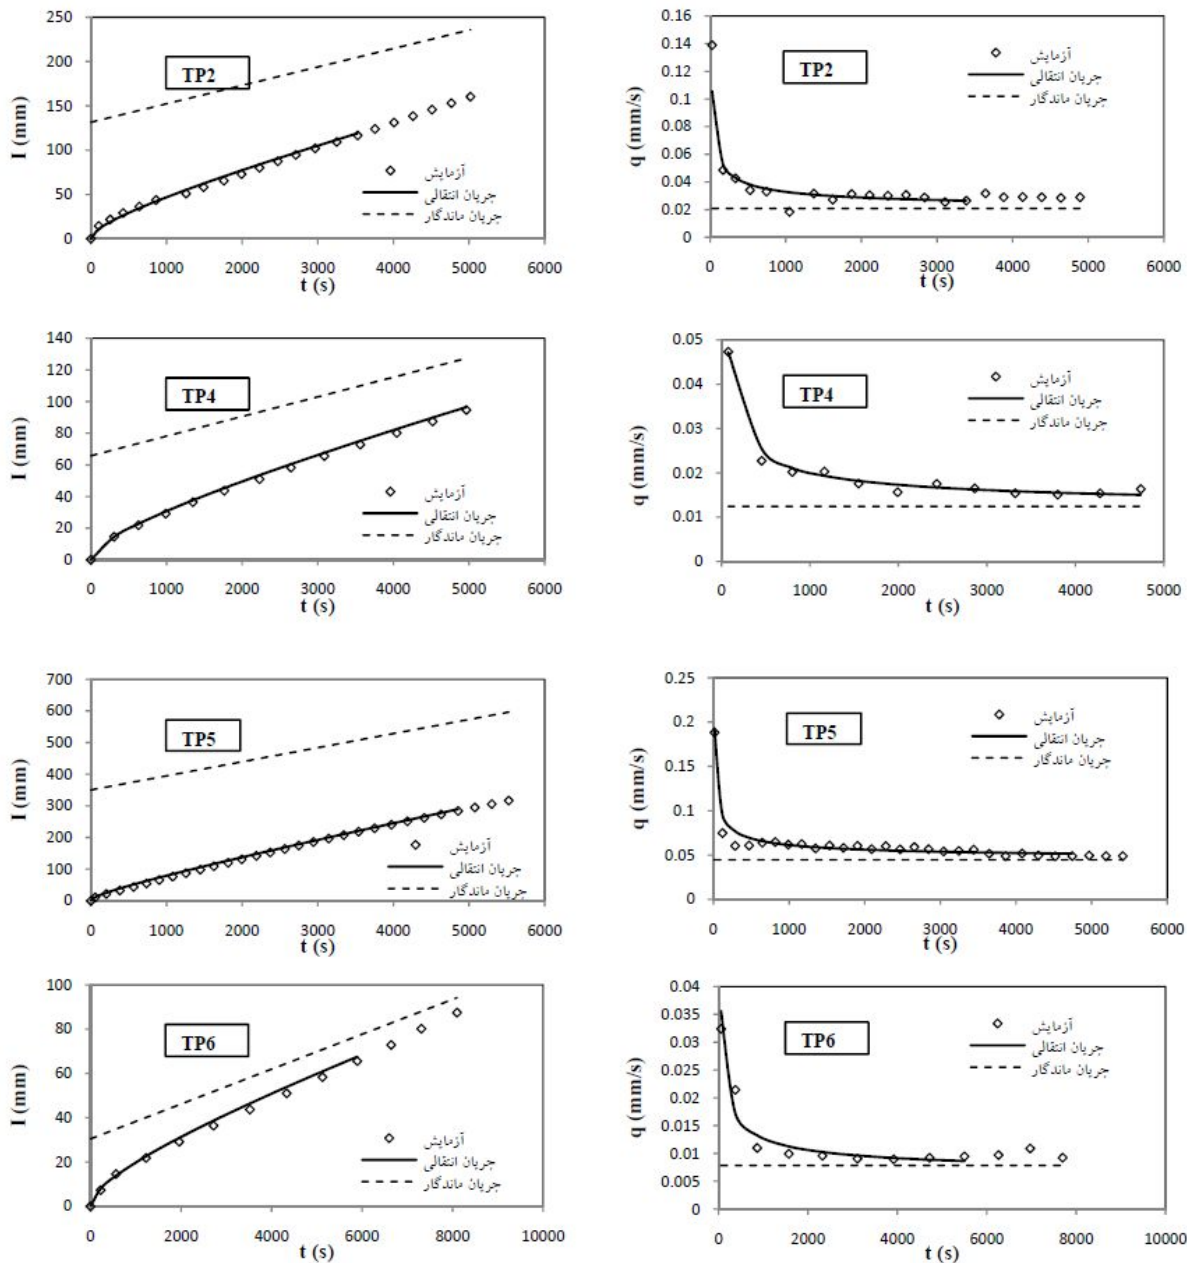 250
200
150
100
50
0
I (mm)
TP2
آزمایش
جریان انتقالی
جریان ماندگار
0 1000 2000 3000 4000 5000 6000
t (s)
0.16
0.14
0.12
0.1
0.08
0.06
0.04
0.02
0
q (mm/s)
TP2
آزمایش
جریان انتقالی
جریان ماندگار
0 1000 2000 3000 4000 5000 6000
t (s)
140
120
100
80
60
40
20
0
I (mm)
TP4
آزمایش
جریان انتقالی
جریان ماندگار
0 1000 2000 3000 4000 5000 6000
t (s)
0.05
0.04
0.03
0.02
0.01
0
q (mm/s)
TP4
آزمایش
جریان انتقالی
جریان ماندگار
0 1000 2000 3000 4000 5000
t (s)
700
600
500
400
300
200
100
0
I (mm)
TP5
آزمایش
جریان انتقالی
جریان ماندگار
0 1000 2000 3000 4000 5000 6000
t (s)
0.25
0.2
0.15
0.1
0.05
0
q (mm/s)
TP5
آزمایش
جریان انتقالی
جریان ماندگار
0 1000 2000 3000 4000 5000 6000
t (s)
100
80
60
40
20
0
I (mm)
TP6
آزمایش
جریان انتقالی
جریان ماندگار
0 2000 4000 6000 8000 10000
t (s)
0.04
0.035
0.03
0.025
0.02
0.015
0.01
0.005
0
q (mm/s)
TP6
آزمایش
جریان انتقالی
جریان ماندگار
0 2000 4000 6000 8000 10000
t (s)